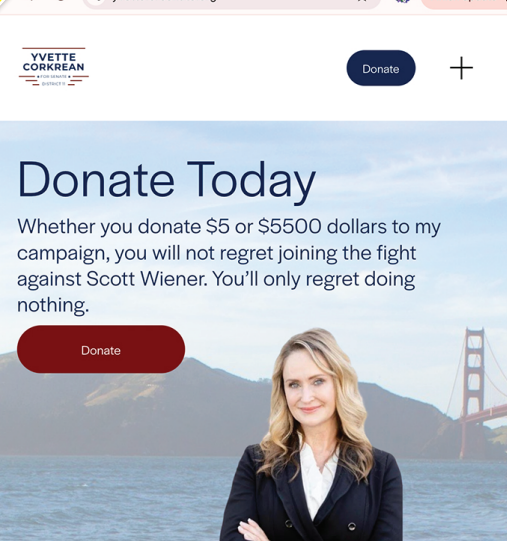 YVETTE
CORKREAN
FOR SENATE
DISTRICT 11
Donate
Donate Today
Whether you donate $5 or $5500 dollars to my
campaign, you will not regret joining the fight
against Scott Wiener. You’ll only regret doing
nothing.
Donate